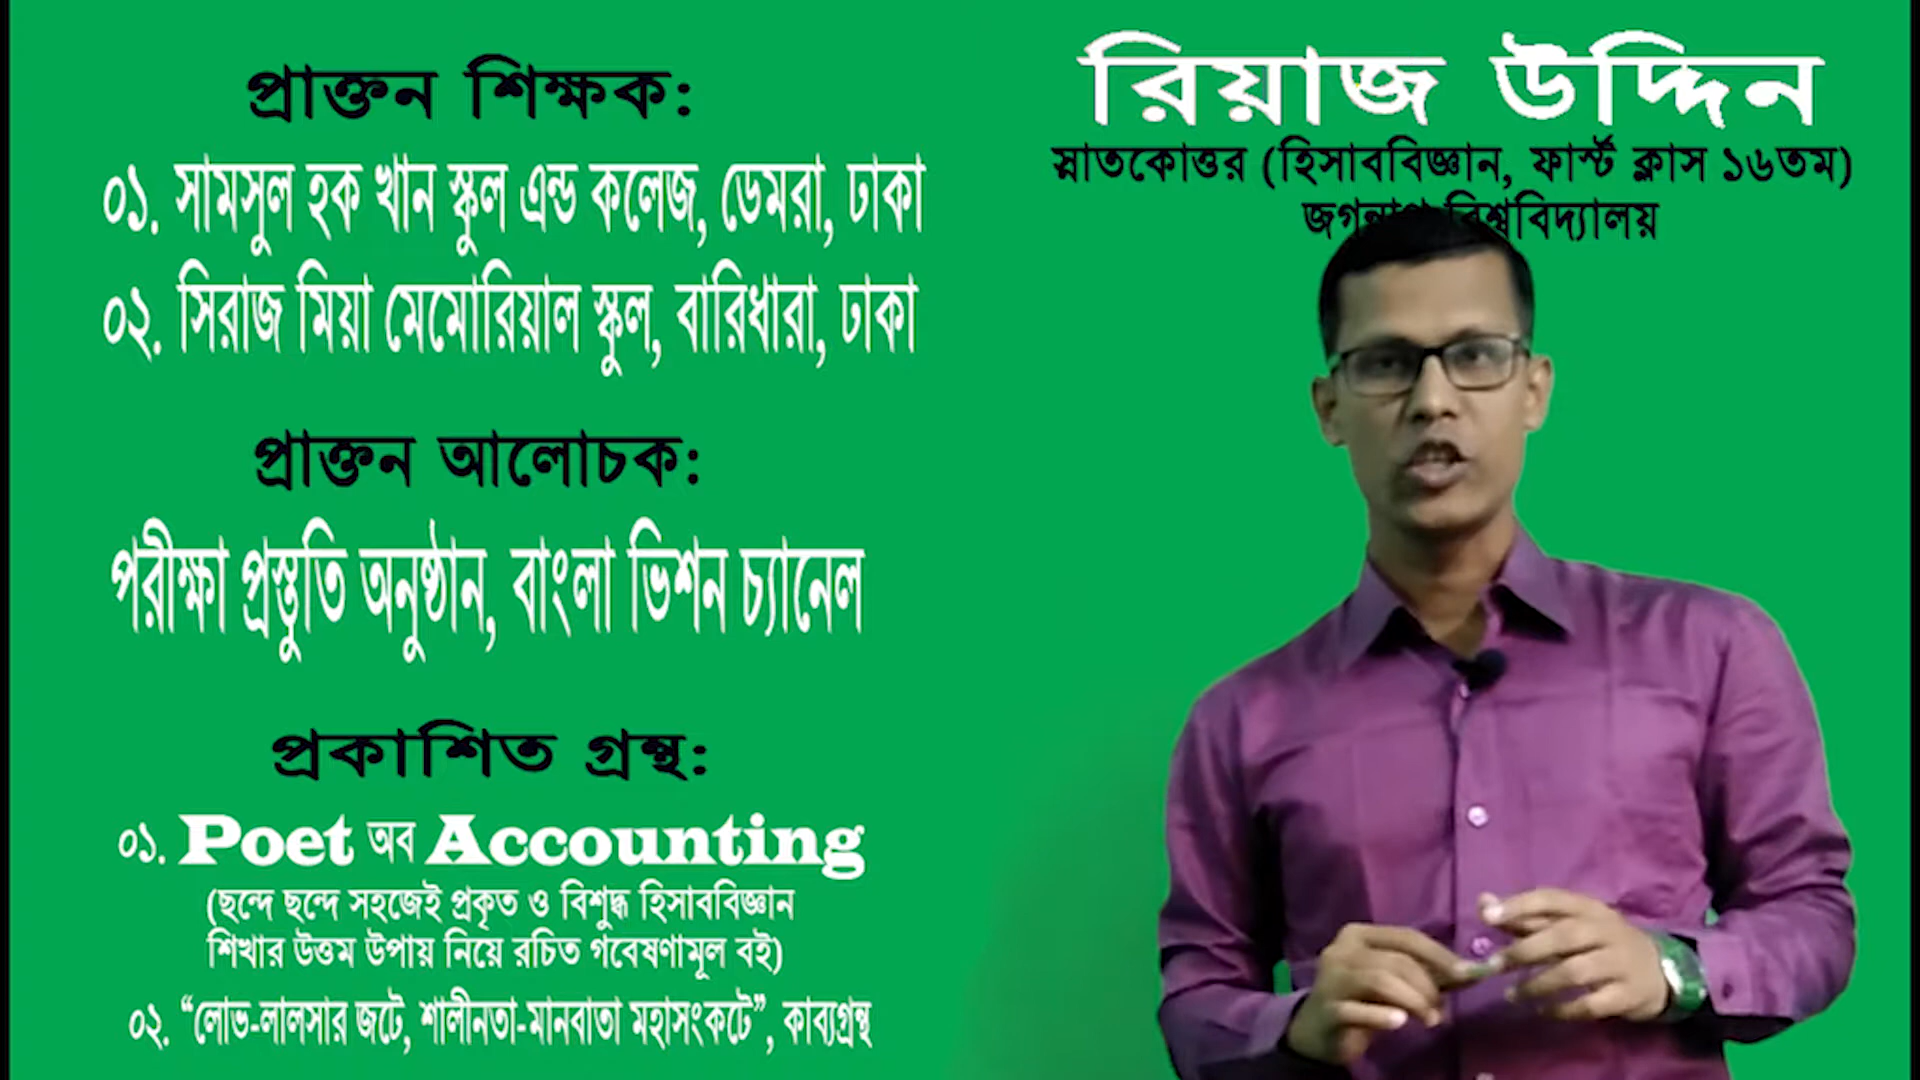 প্রাক্তন শিক্ষক:
০১. সামসুল হক খান স্কুল এন্ড কলেজ, ডেমরা, ঢাকা
০২. সিরাজ মিয়া মেমোরিয়াল স্কুল, বারিধারা, ঢাকা
প্রাক্তন আলোচক:
পরীক্ষা প্রস্তুতি অনুষ্ঠান, বাংলা ভিশন চ্যানেল
প্রকাশিত গ্রন্থ:
০১. Poet অব Accounting
(ছন্দে ছন্দে সহজেই প্রকৃত ও বিশুদ্ধ হিসাববিজ্ঞান
শিখার উত্তম উপায় নিয়ে রচিত গবেষণামূল বই)
০২. “লোভ-লালসার জটে, শালীনতা-মানবাতা মহাসংকটে”, কাব্যগ্রন্থ
রিয়াজ উদ্দিন
স্নাতকোত্তর (হিসাববিজ্ঞান, ফার্স্ট ক্লাস ১৬তম)
জগন্নাথ বিশ্ববিদ্যালয়